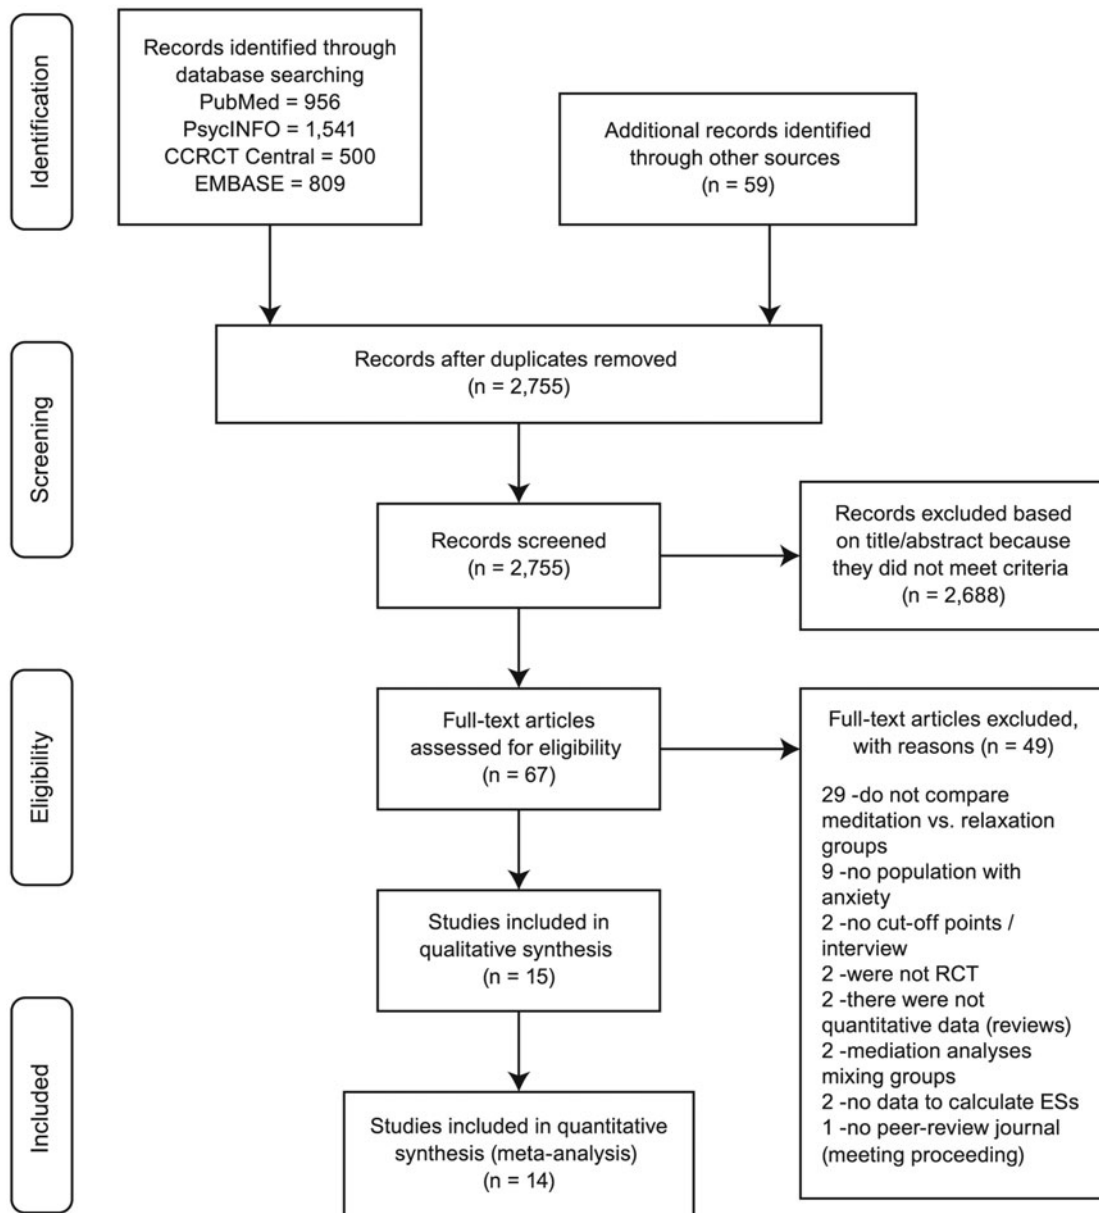 Identification
Records identified through
database searching
PubMed = 956
PsycINFO = 1,541
CCRCT Central = 500
EMBASE = 809
Additional records identified
through other sources
(n = 59)
Screening
Records after duplicates removed
(n = 2,755)
Records screened
(n = 2,755)
Records excluded based
on title/abstract because
they did not meet criteria
(n = 2,688)
Eligibility
Full-text articles
assessed for eligibility
(n = 67)
Full-text articles excluded,
with reasons (n = 49)
29 -do not compare
meditation vs. relaxation
groups
9 -no population with
anxiety
2 -no cut-off points /
interview
2 -were not RCT
2 -there were not
quantitative data (reviews)
2 -mediation analyses
mixing groups
2 -no data to calculate ESs
1 -no peer-review journal
(meeting proceeding)
Studies included in
qualitative synthesis
(n = 15)
Included
Studies included in quantitative
synthesis (meta-analysis)
(n = 14)